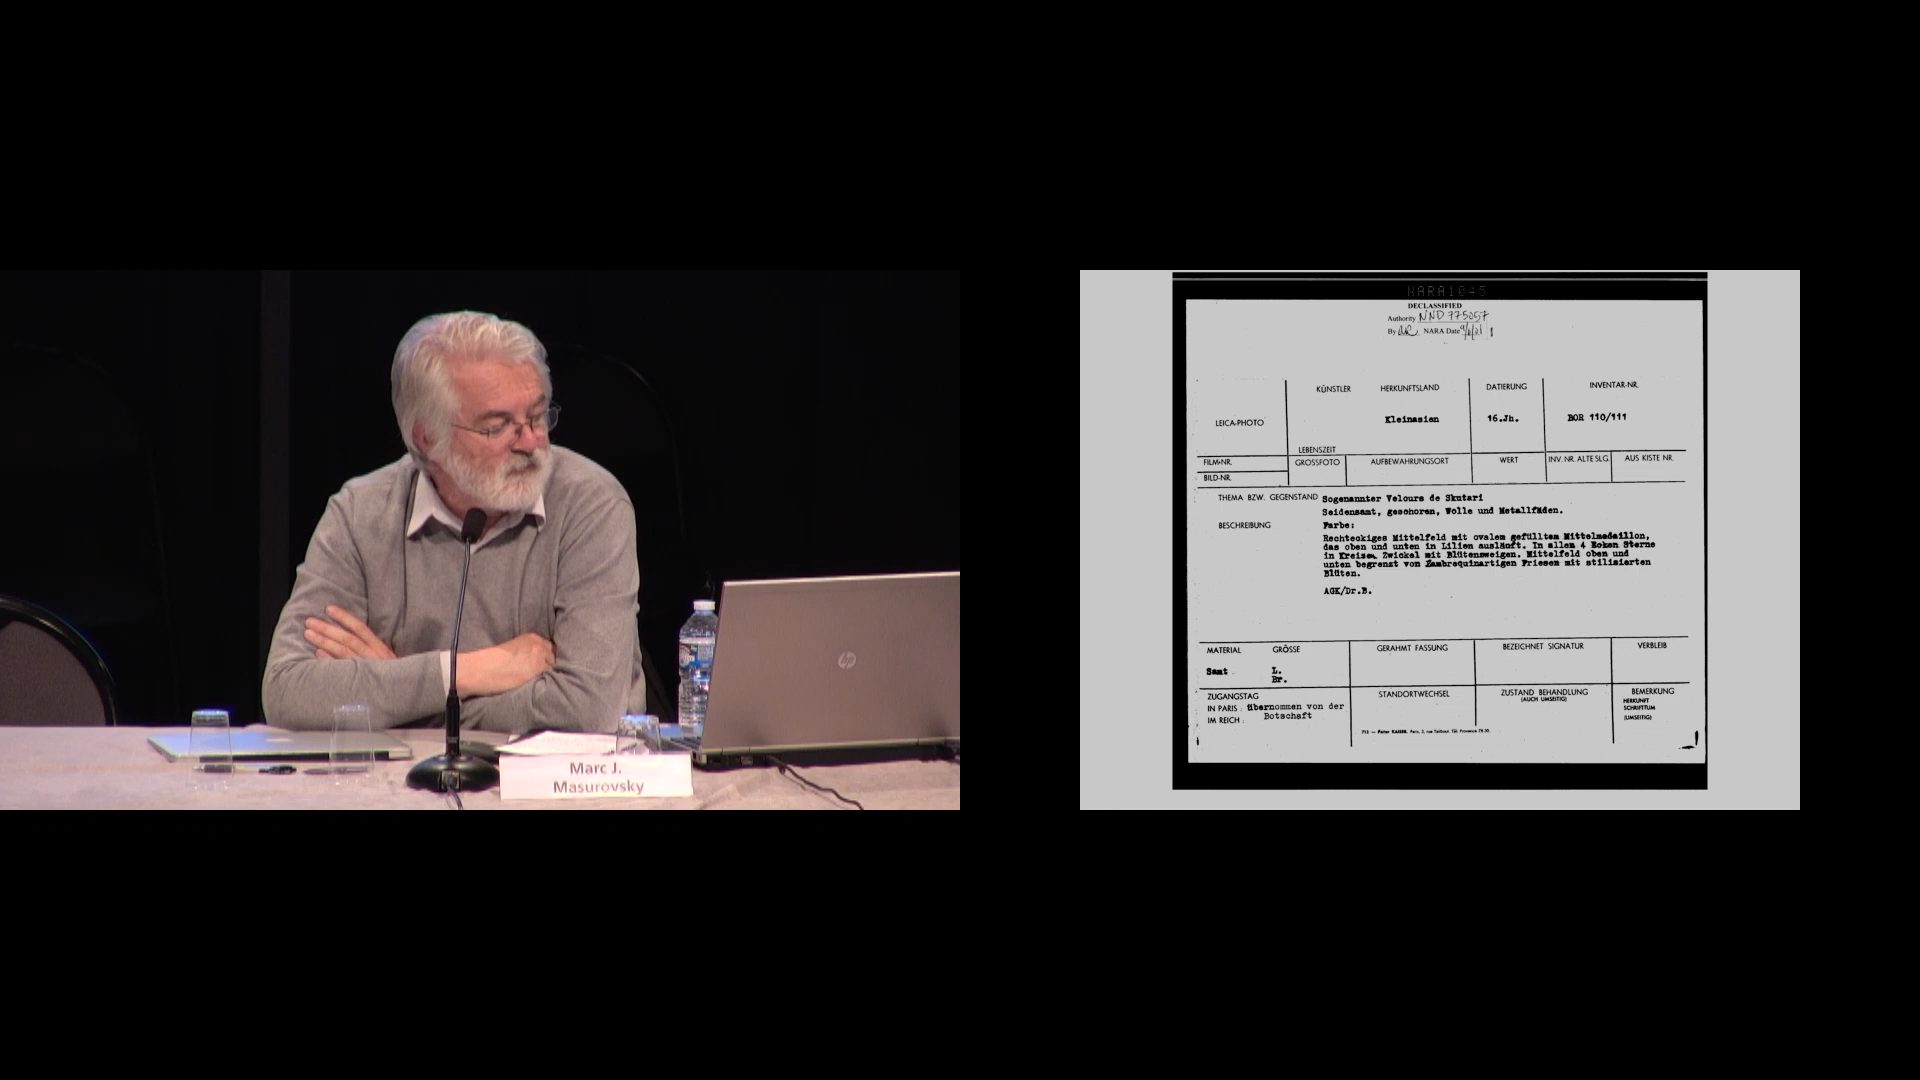 hp
Marc J.
Masurovsky
NARA1045
DECLASSIFIED
Authority NND 775057
By NARA Date
KÜNSTLER HERKUNFTSLAND DATIERUNG INVENTAR-NR.
LEICA-PHOTO Kleinasien 16.Jh. BOR 110/111
LEBENSZEIT
FILM-NR. GROSSFOTO AUFBEWAHRUNGSORT WERT INV. NR. ALTE SLG. AUS KISTE NR.
BILD-NR.
THEMA BZW. GEGENSTAND Sogenannter Velours de Skutari
Seidensamt, geschoren, Wolle und Metallfäden.
BESCHREIBUNG Farbe:
Rechteckiges Mittelfeld mit ovalem gefülltem Mittelmedaillon,
das oben und unten in Lilien ausläuft. In allem 4 Ecken Sterne
in Kreisen Zwickel mit Blütenzweigen. Mittelfeld oben und
unten begrenzt von Lambrequinartigen Friesen mit stilisierten
Blüten.
AGK/Dr.B.
MATERIAL GRÖSSE GERAHMT FASSUNG BEZEICHNET SIGNATUR VERBLEIB
Samt L.
Br.
ZUGANGSTAG STANDORTWECHSEL ZUSTAND BEHANDLUNG BEMERKUNG
(AUCH UMSEITIG) HERKUNFT
IN PARIS : übernommen von der SCHRIFTTUM
IM REICH : Botschaft (UMSEITIG)